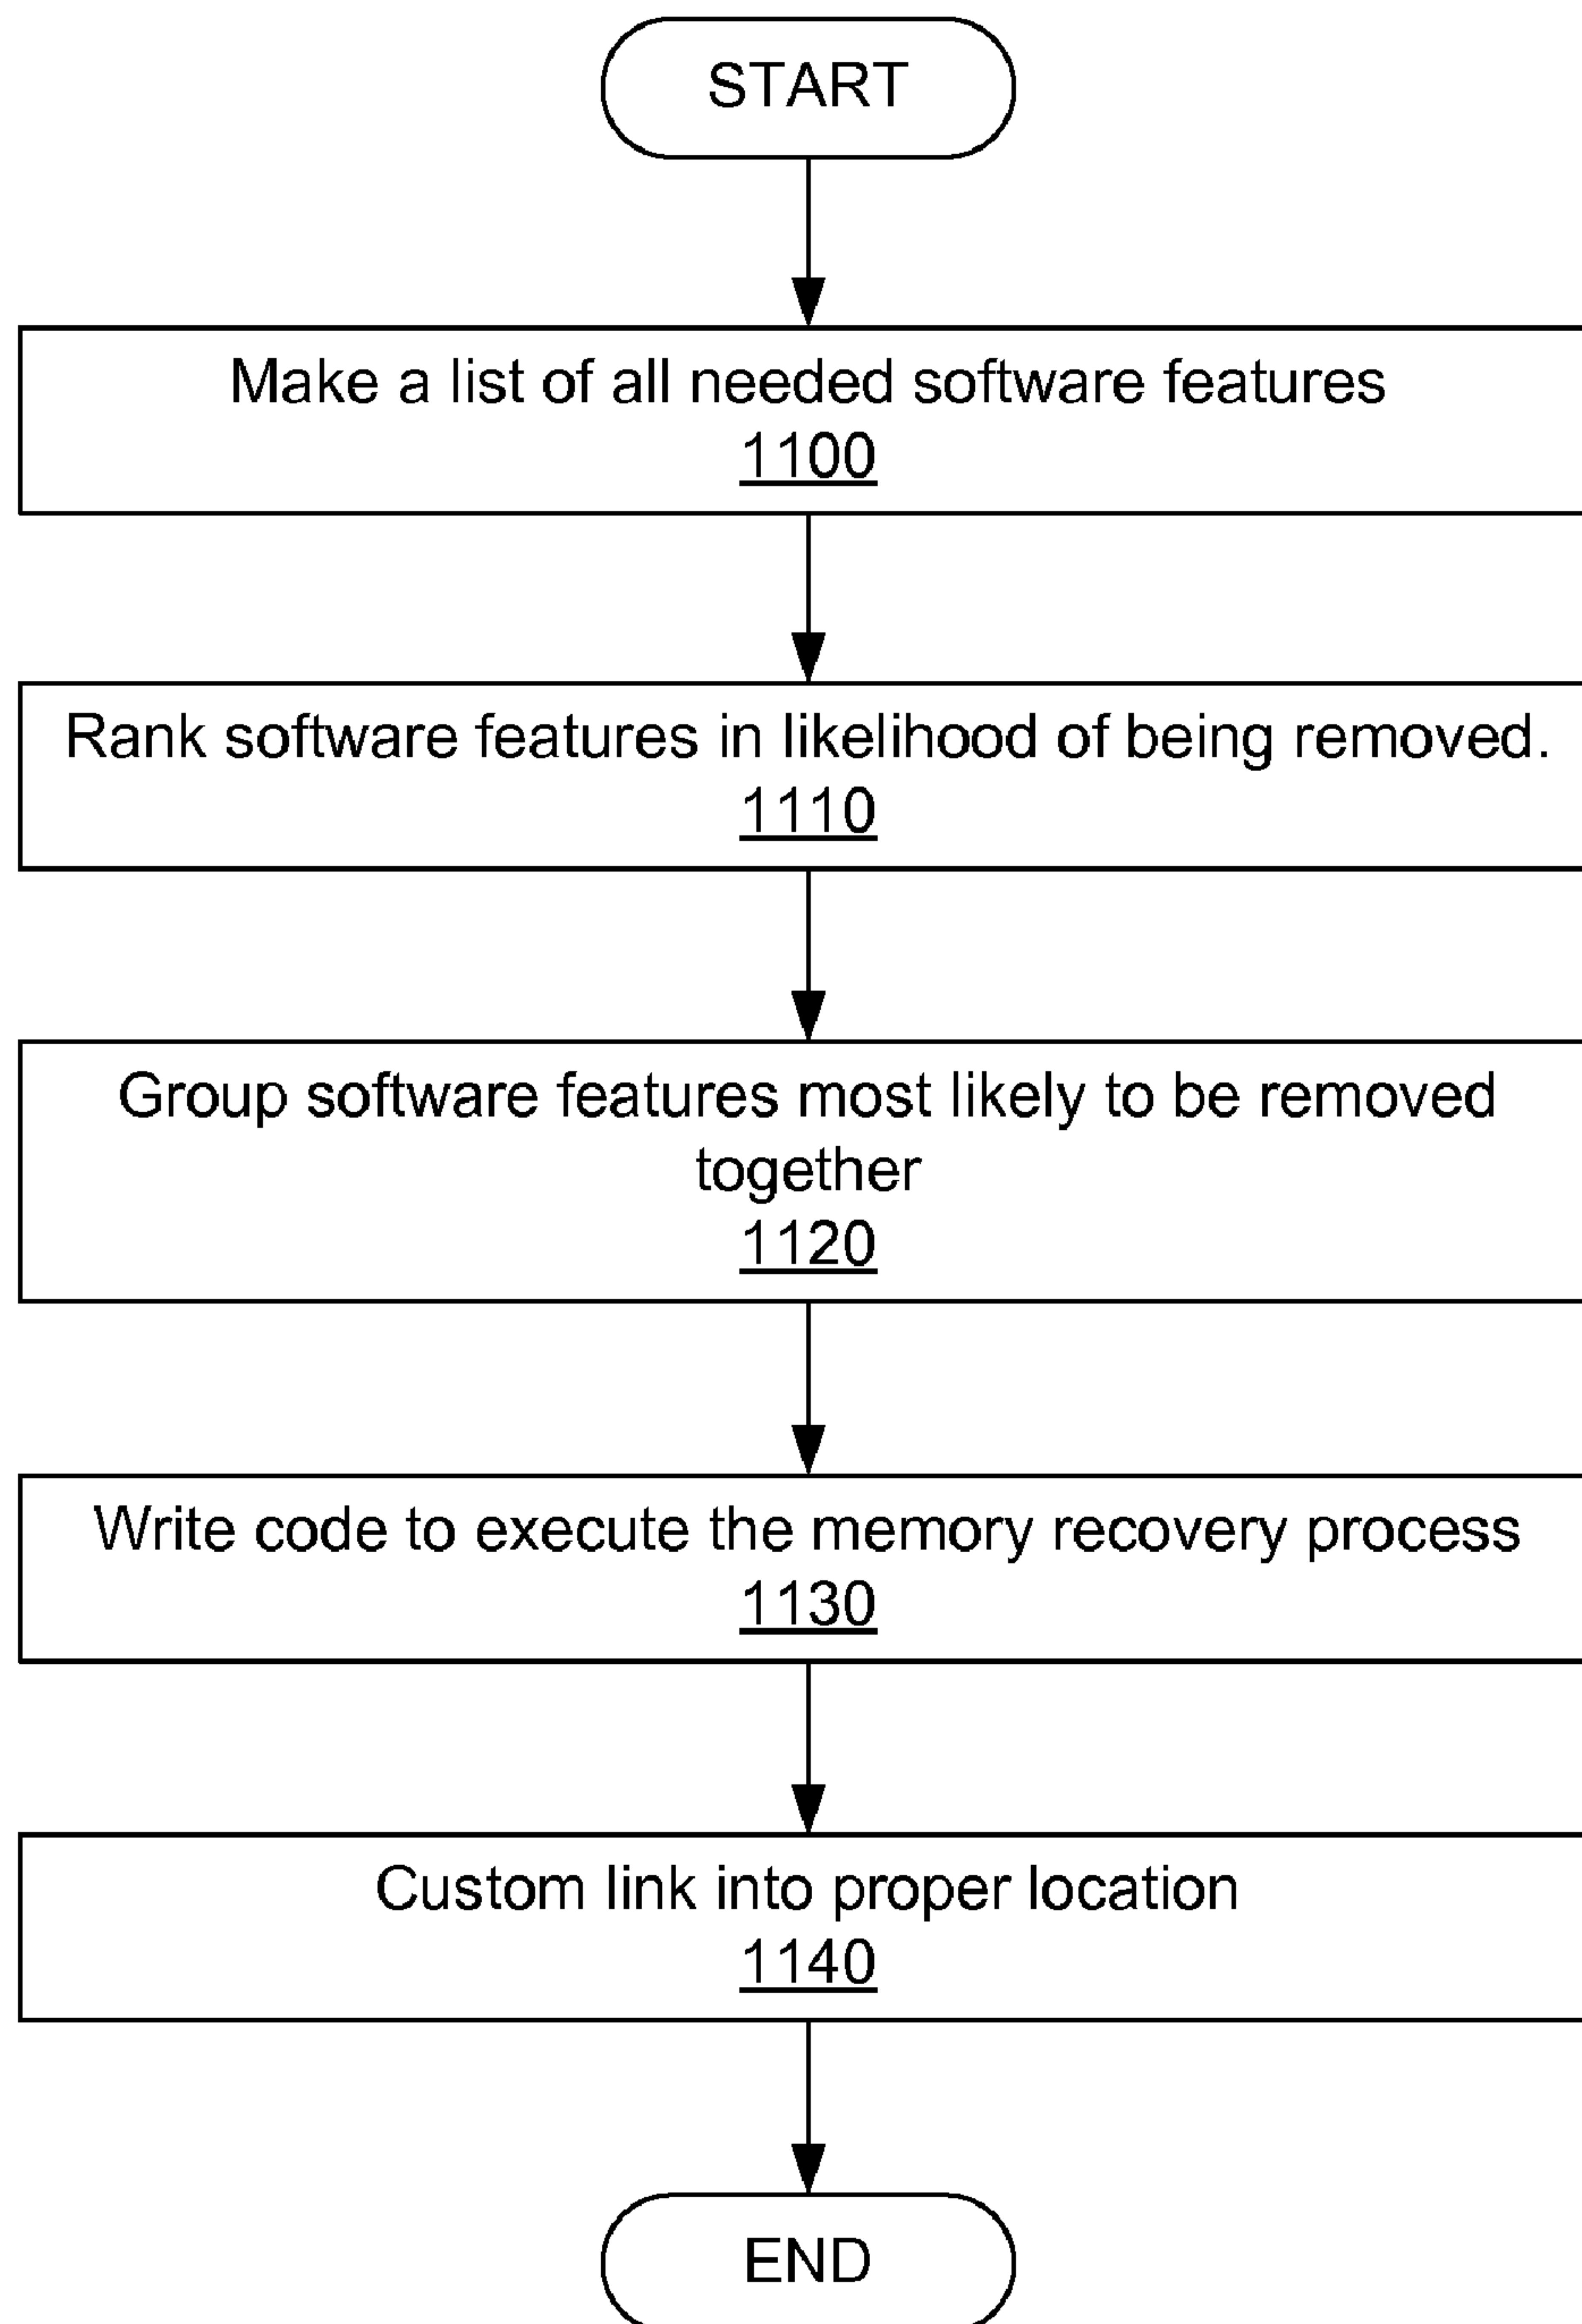 START
Make a list of all needed software features
1100
Rank software features in likelihood of being removed.
1110
Group software features most likely to be removed
together
1120
Write code to execute the memory recovery process
1130
Custom link into proper location
1140
END